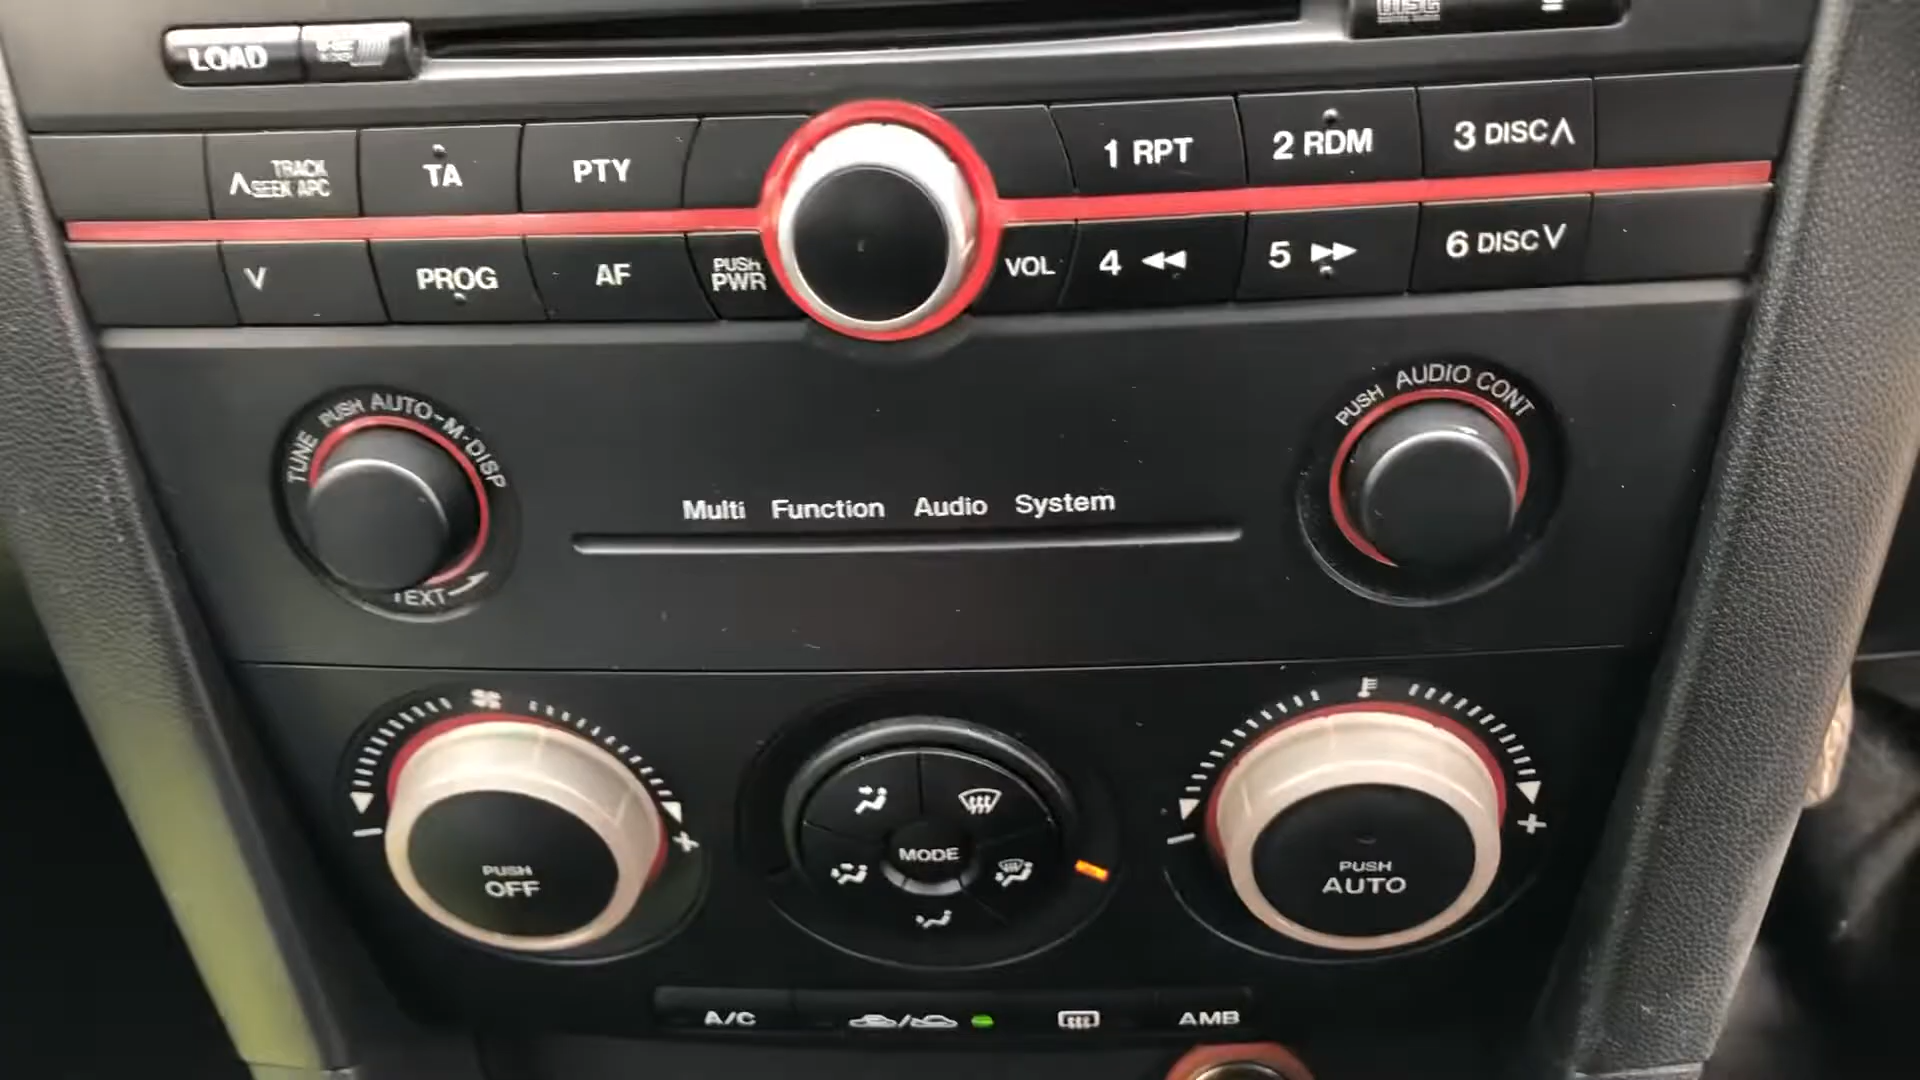 LOAD
DISC
TRACK
Λ SEEK APC
TA
PTY
1 RPT
2 RDM
3 DISC Λ
V
PROG
AF
PUSH
PWR
VOL
4
5
6 DISC V
TUNE PUSH AUTO-M·DISP
TEXT
PUSH AUDIO CONT
Multi Function Audio System
PUSH
OFF
MODE
PUSH
AUTO
A/C
AMB